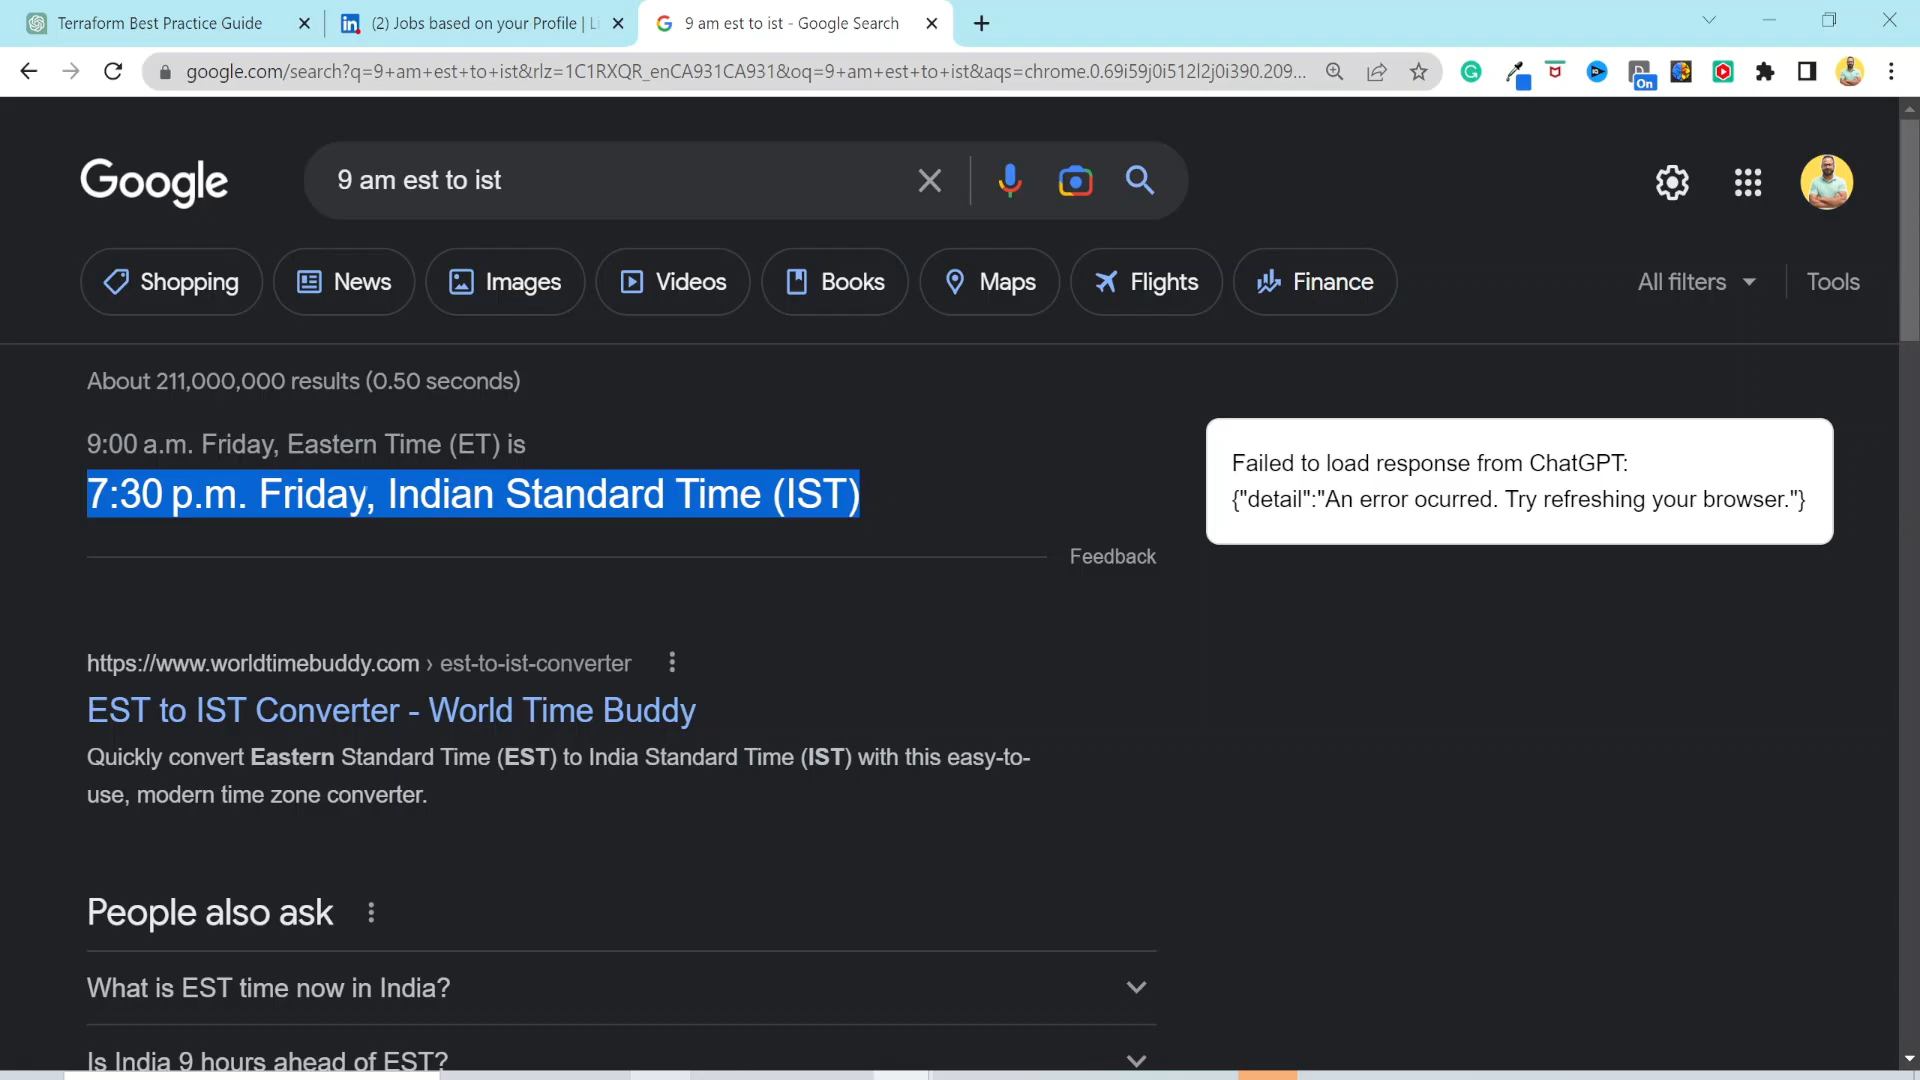 Terraform Best Practice Guide
(2) Jobs based on your Profile | Li
9 am est to ist - Google Search
google.com/search?q=9+am+est+to+ist&rlz=1C1RXQR_enCA931CA931&oq=9+am+est+to+ist&aqs=chrome.0.69i59j0i512l2j0i390.209...
On
Google
9 am est to ist
Shopping
News
Images
Videos
Books
Maps
Flights
Finance
All filters
Tools
About 211,000,000 results (0.50 seconds)
9:00 a.m. Friday, Eastern Time (ET) is
7:30 p.m. Friday, Indian Standard Time (IST)
Failed to load response from ChatGPT:
{"detail":"An error ocurred. Try refreshing your browser."}
Feedback
https://www.worldtimebuddy.com › est-to-ist-converter
EST to IST Converter - World Time Buddy
Quickly convert Eastern Standard Time (EST) to India Standard Time (IST) with this easy-to-
use, modern time zone converter.
People also ask
What is EST time now in India?
Is India 9 hours ahead of EST?